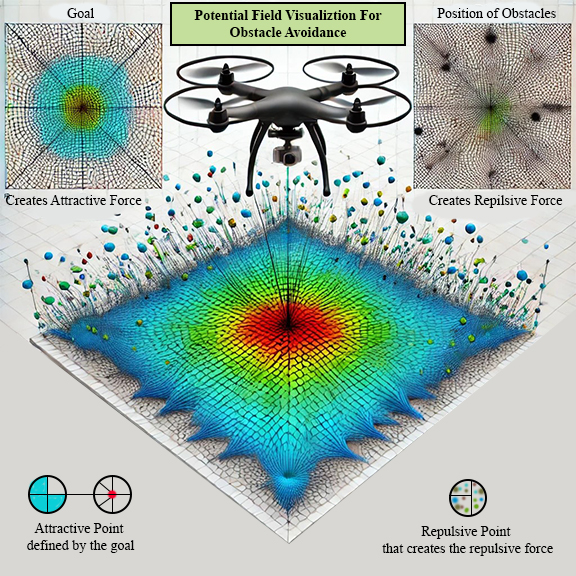 Goal
Potential Field Visualiztion For
Obstacle Avoidance
Position of Obstacles
Creates Attractive Force
Creates Repilsive Force
Attractive Point
defined by the goal
Repulsive Point
that creates the repulsive force